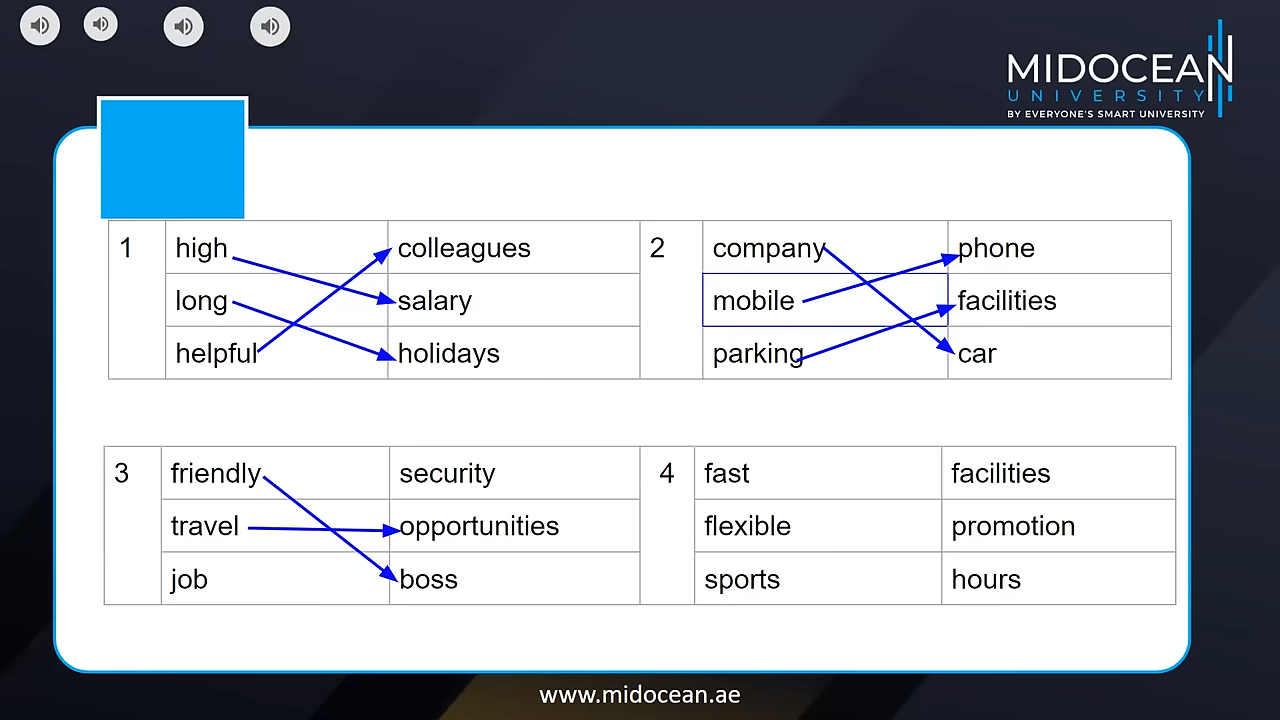 MIDOCEAN
UNIVERSITY
BY EVERYONE'S SMART UNIVERSITY
1 high colleagues 2 company phone
long salary mobile facilities
helpful holidays parking car
3 friendly security 4 fast facilities
travel opportunities flexible promotion
job boss sports hours
www.midocean.ae